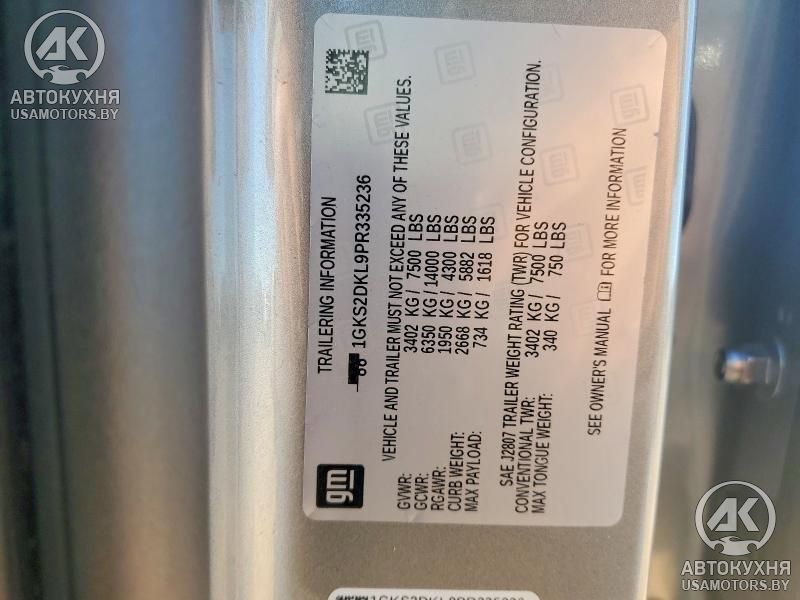 АВТОКУХНЯ
USAMOTORS.BY
gm
TRAILERING INFORMATION
1GKS2DKL9PR335236
VEHICLE AND TRAILER MUST NOT EXCEED ANY OF THESE VALUES.
GVWR: 3402 KG/ 7500 LBS
GCWR: 6350 KG/14000 LBS
RGAWR: 1950 KG/ 4300 LBS
CURB WEIGHT: 2668 KG/ 5882 LBS
MAX PAYLOAD: 734 KG/ 1618 LBS
SAE J2807 TRAILER WEIGHT RATING (TWR) FOR VEHICLE CONFIGURATION.
CONVENTIONAL TWR: 3402 KG/ 7500 LBS
MAX TONGUE WEIGHT: 340 KG/ 750 LBS
SEE OWNER'S MANUAL FOR MORE INFORMATION
АВТОКУХНЯ
USAMOTORS.BY